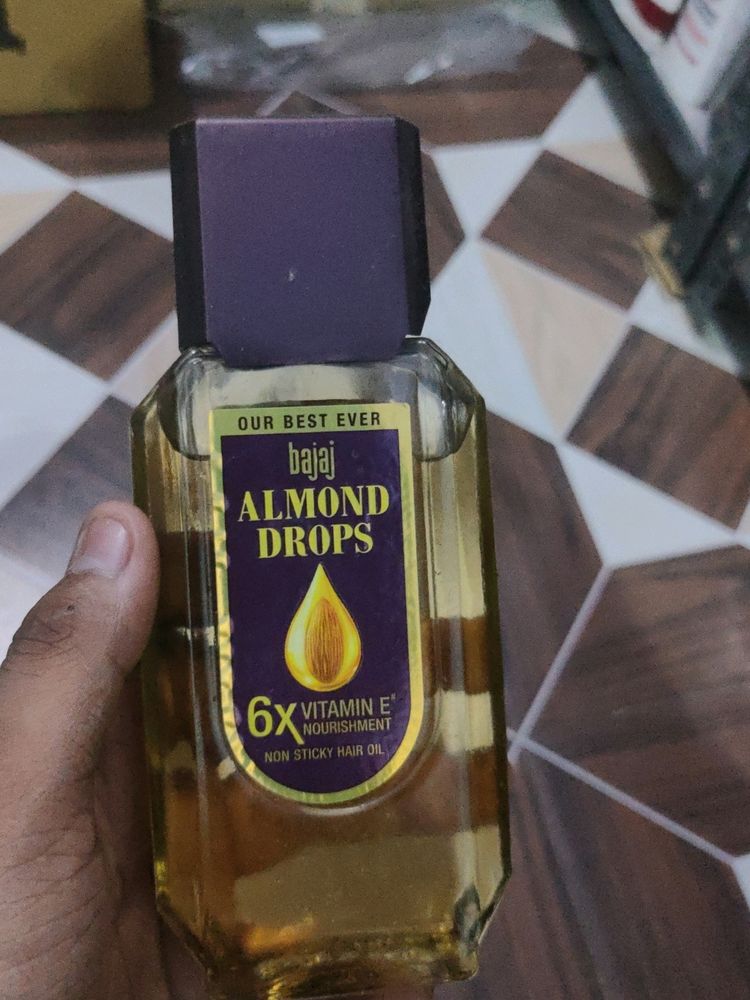 OUR BEST EVER
bajaj
ALMOND
DROPS
6x VITAMIN E#
NOURISHMENT
NON STICKY HAIR OIL